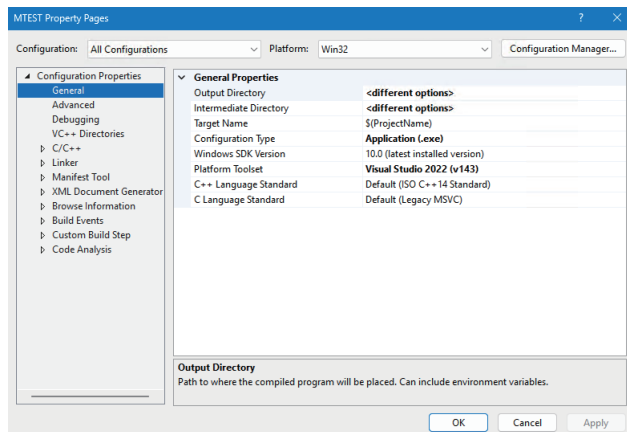 MTEST Property Pages
Configuration: All Configurations Platform: Win32 Configuration Manager...
Configuration Properties
General
Advanced
Debugging
VC++ Directories
C/C++
Linker
Manifest Tool
XML Document Generator
Browse Information
Build Events
Custom Build Step
Code Analysis
General Properties
Output Directory <different options>
Intermediate Directory <different options>
Target Name $(ProjectName)
Configuration Type Application (.exe)
Windows SDK Version 10.0 (latest installed version)
Platform Toolset Visual Studio 2022 (v143)
C++ Language Standard Default (ISO C++14 Standard)
C Language Standard Default (Legacy MSVC)
Output Directory
Path to where the compiled program will be placed. Can include environment variables.
OK Cancel Apply